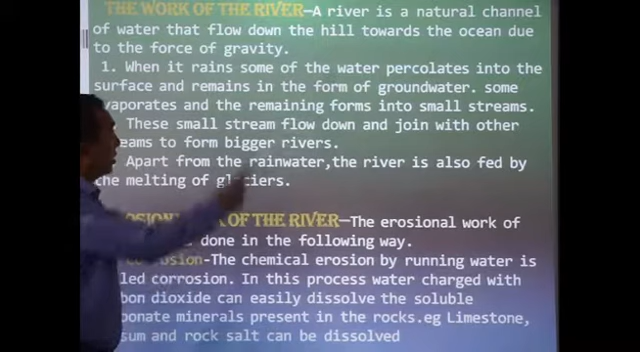 THE WORK OF THE RIVER—A river is a natural channel
of water that flow down the hill towards the ocean due
to the force of gravity.
1. When it rains some of the water percolates into the
surface and remains in the form of groundwater. some
vaporates and the remaining forms into small streams.
These small stream flow down and join with other
eams to form bigger rivers.
Apart from the rainwater,the river is also fed by
the melting of glaciers.
OSION WORK OF THE RIVER—The erosional work of
done in the following way.
-The chemical erosion by running water is
led corrosion. In this process water charged with
bon dioxide can easily dissolve the soluble
onate minerals present in the rocks.eg Limestone,
sum and rock salt can be dissolved